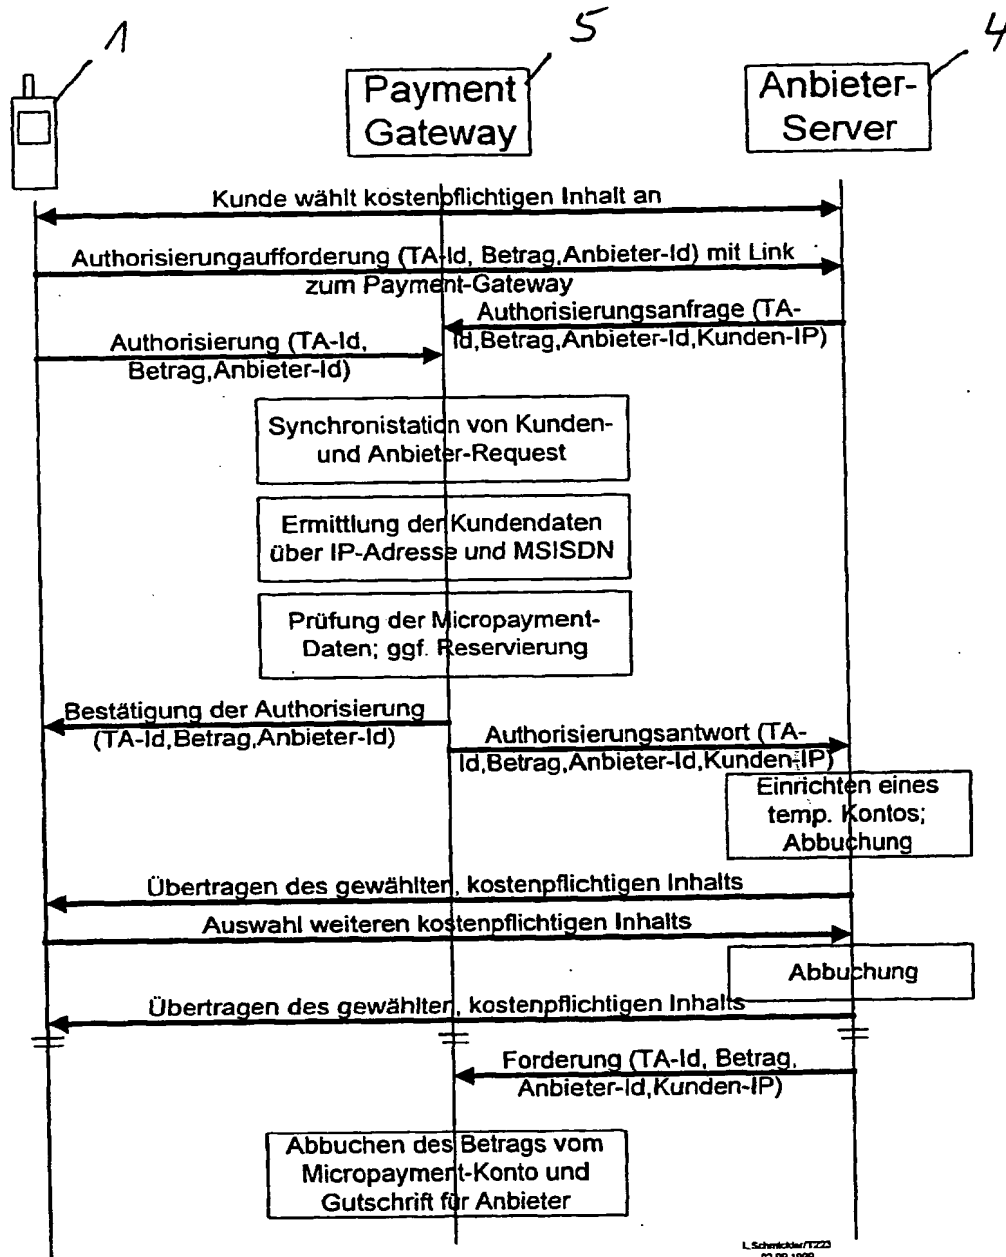 1
5
4
Payment
Gateway
Anbieter-
Server
Kunde wählt kostenpflichtigen Inhalt an
Authorisierungaufforderung (TA-Id, Betrag,Anbieter-Id) mit Link
zum Payment-Gateway
Authorisierungsanfrage (TA-
Id,Betrag,Anbieter-Id,Kunden-IP)
Authorisierung (TA-Id,
Betrag,Anbieter-Id)
Synchronistation von Kunden-
und Anbieter-Request
Ermittlung der Kundendaten
über IP-Adresse und MSISDN
Prüfung der Micropayment-
Daten; ggf. Reservierung
Bestätigung der Authorisierung
(TA-Id,Betrag,Anbieter-Id)
Authorisierungsantwort (TA-
Id,Betrag,Anbieter-Id,Kunden-IP)
Einrichten eines
temp. Kontos;
Abbuchung
Übertragen des gewählten, kostenpflichtigen Inhalts
Auswahl weiteren kostenpflichtigen Inhalts
Abbuchung
Übertragen des gewählten, kostenpflichtigen Inhalts
Forderung (TA-Id, Betrag,
Anbieter-Id,Kunden-IP)
Abbuchen des Betrags vom
Micropayment-Konto und
Gutschrift für Anbieter